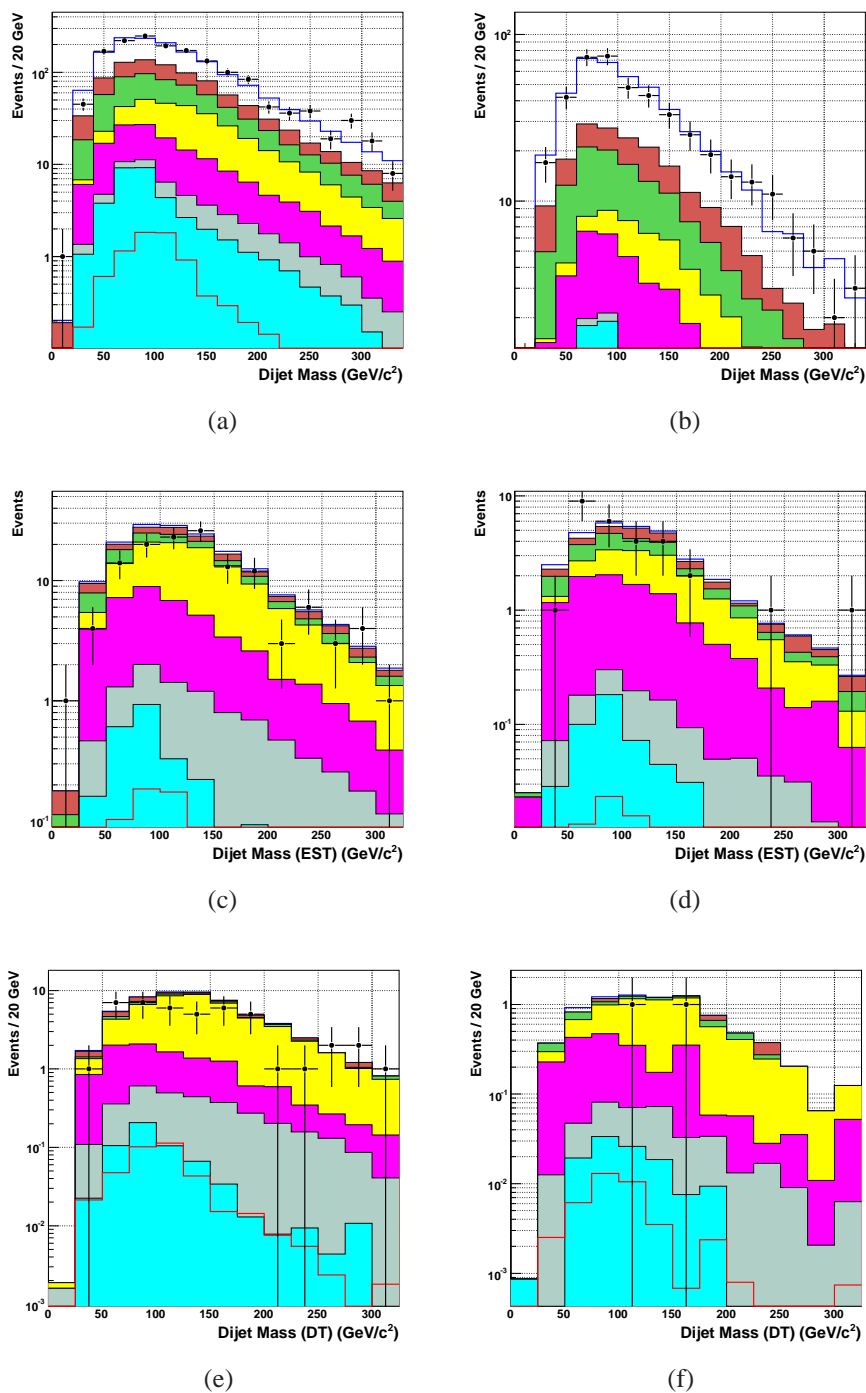 Events / 20 GeV
10²
10
1
0 50 100 150 200 250 300
Dijet Mass (GeV/c²)
(a)
Events / 20 GeV
10²
10
0 50 100 150 200 250 300
Dijet Mass (GeV/c²)
(b)
Events
10
1
10⁻¹
0 50 100 150 200 250 300
Dijet Mass (EST) (GeV/c²)
(c)
Events
10
1
10⁻¹
0 50 100 150 200 250 300
Dijet Mass (EST) (GeV/c²)
(d)
Events / 20 GeV
10
1
10⁻¹
10⁻²
10⁻³
0 50 100 150 200 250 300
Dijet Mass (DT) (GeV/c²)
(e)
Events / 20 GeV
1
10⁻¹
10⁻²
10⁻³
0 50 100 150 200 250 300
Dijet Mass (DT) (GeV/c²)
(f)